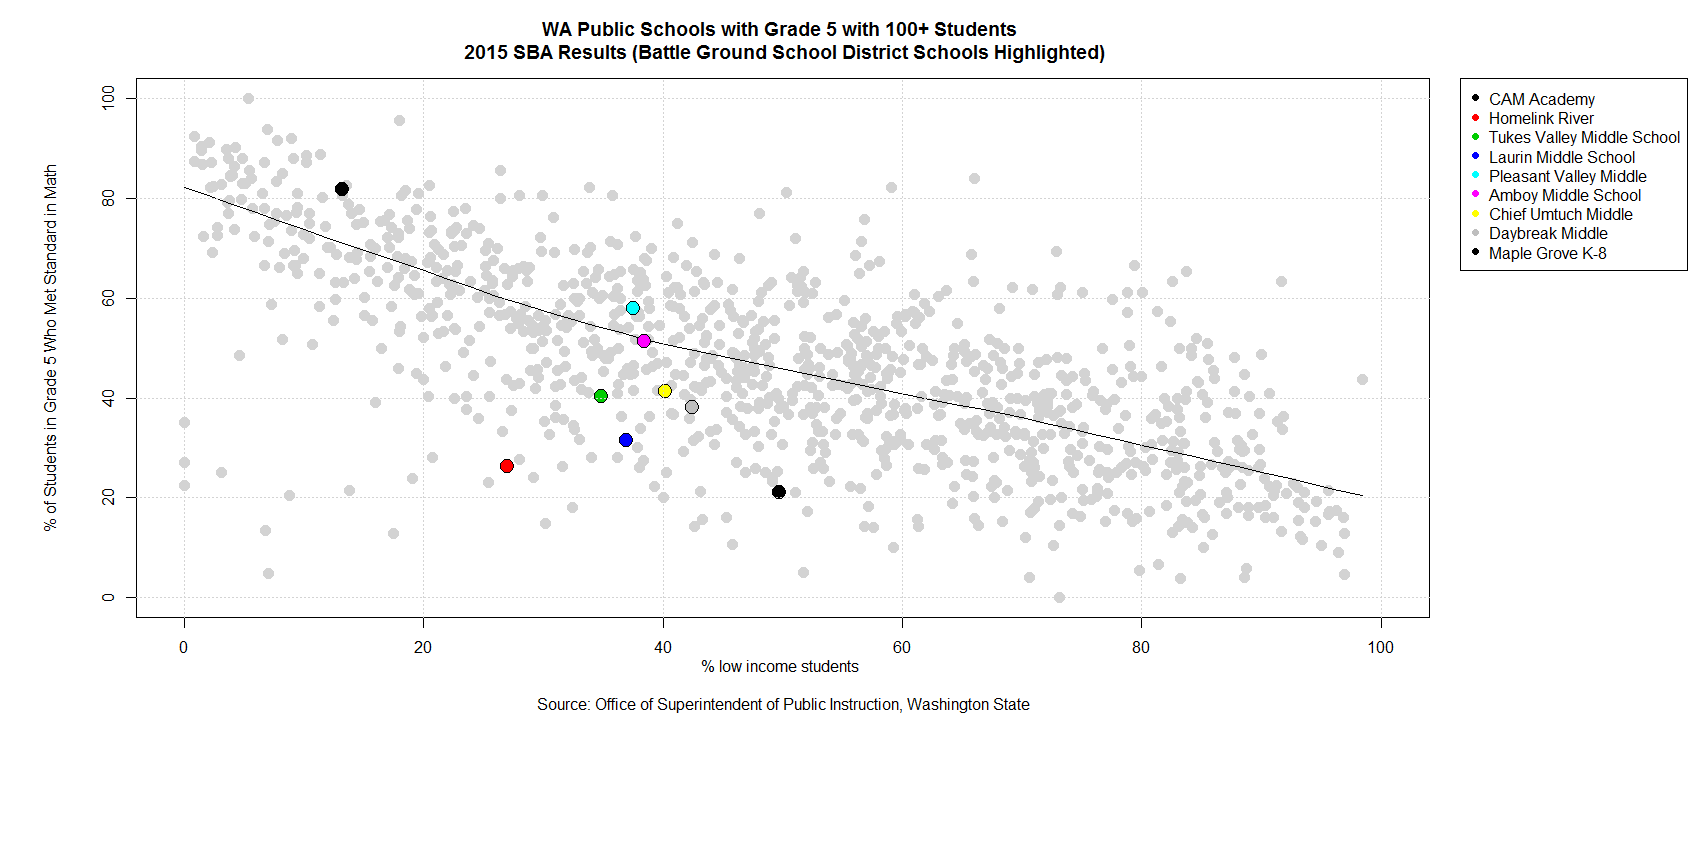 WA Public Schools with Grade 5 with 100+ Students
2015 SBA Results (Battle Ground School District Schools Highlighted)
% of Students in Grade 5 Who Met Standard in Math
100
80
60
40
20
0
0 20 40 60 80 100
% low income students
Source: Office of Superintendent of Public Instruction, Washington State
CAM Academy
Homelink River
Tukes Valley Middle School
Laurin Middle School
Pleasant Valley Middle
Amboy Middle School
Chief Umtuch Middle
Daybreak Middle
Maple Grove K-8